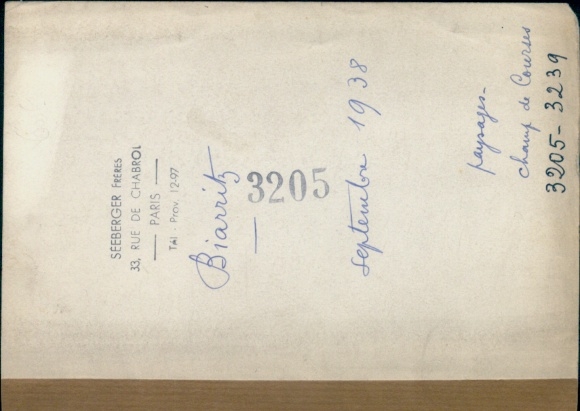 SEEBERGER FRÈRES
33, RUE DE CHABROL
PARIS
Tél : Prov. 12-97
Biarritz
3205
septembre 1938
paysages-
champ de Courses
3205-3239